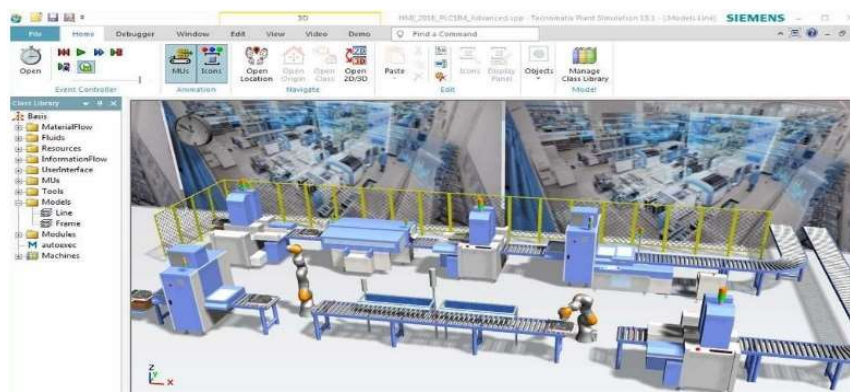 3D
HMI_2016_PLCSIM_Advanced.spp - Tecnomatix Plant Simulation 15.1 - [.Models.Line]
SIEMENS
File Home Debugger Window Edit View Video Demo Find a Command
Open
MUs
Icons
Open Location
Open Origin
Open Class
Open 2D/3D
Paste
Icons
Display Panel
Objects
Manage Class Library
Event Controller Animation Navigate Edit Model
Class Library
Basis
MaterialFlow
Fluids
Resources
InformationFlow
UserInterface
MUs
Tools
Models
Line
Frame
Modules
M autoexec
Machines
Z
Y
X